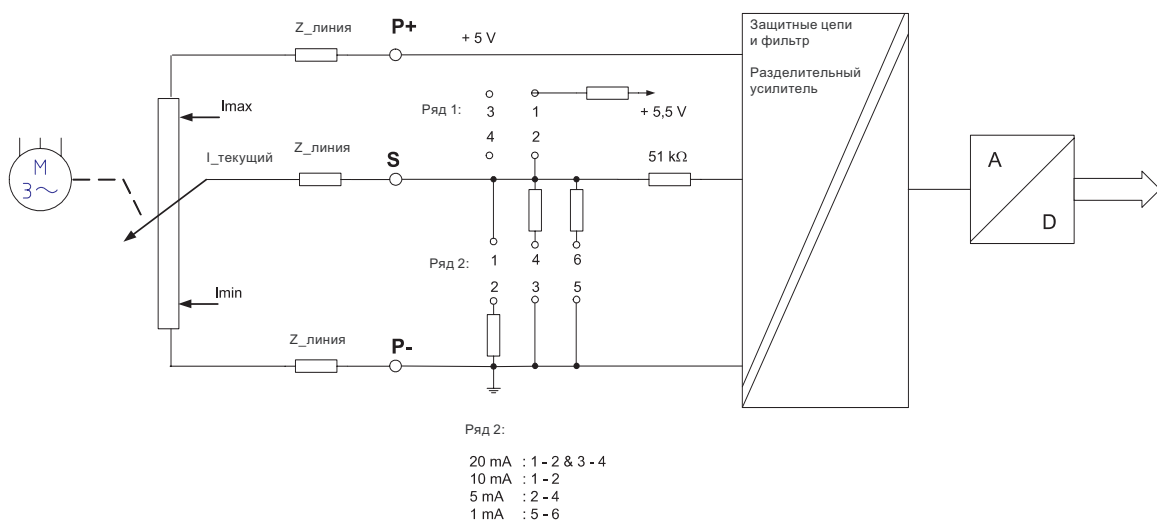 Z_линия
P+
+ 5 V
Защитные цепи
и фильтр
Разделительный
усилитель
Imax
Ряд 1:
3
1
4
2
+ 5,5 V
M
3~
I_текущий
Z_линия
S
51 kΩ
A
D
Ряд 2:
1
4
6
2
3
5
Imin
Z_линия
P-
Ряд 2:
20 mA : 1 - 2 & 3 - 4
10 mA : 1 - 2
5 mA : 2 - 4
1 mA : 5 - 6